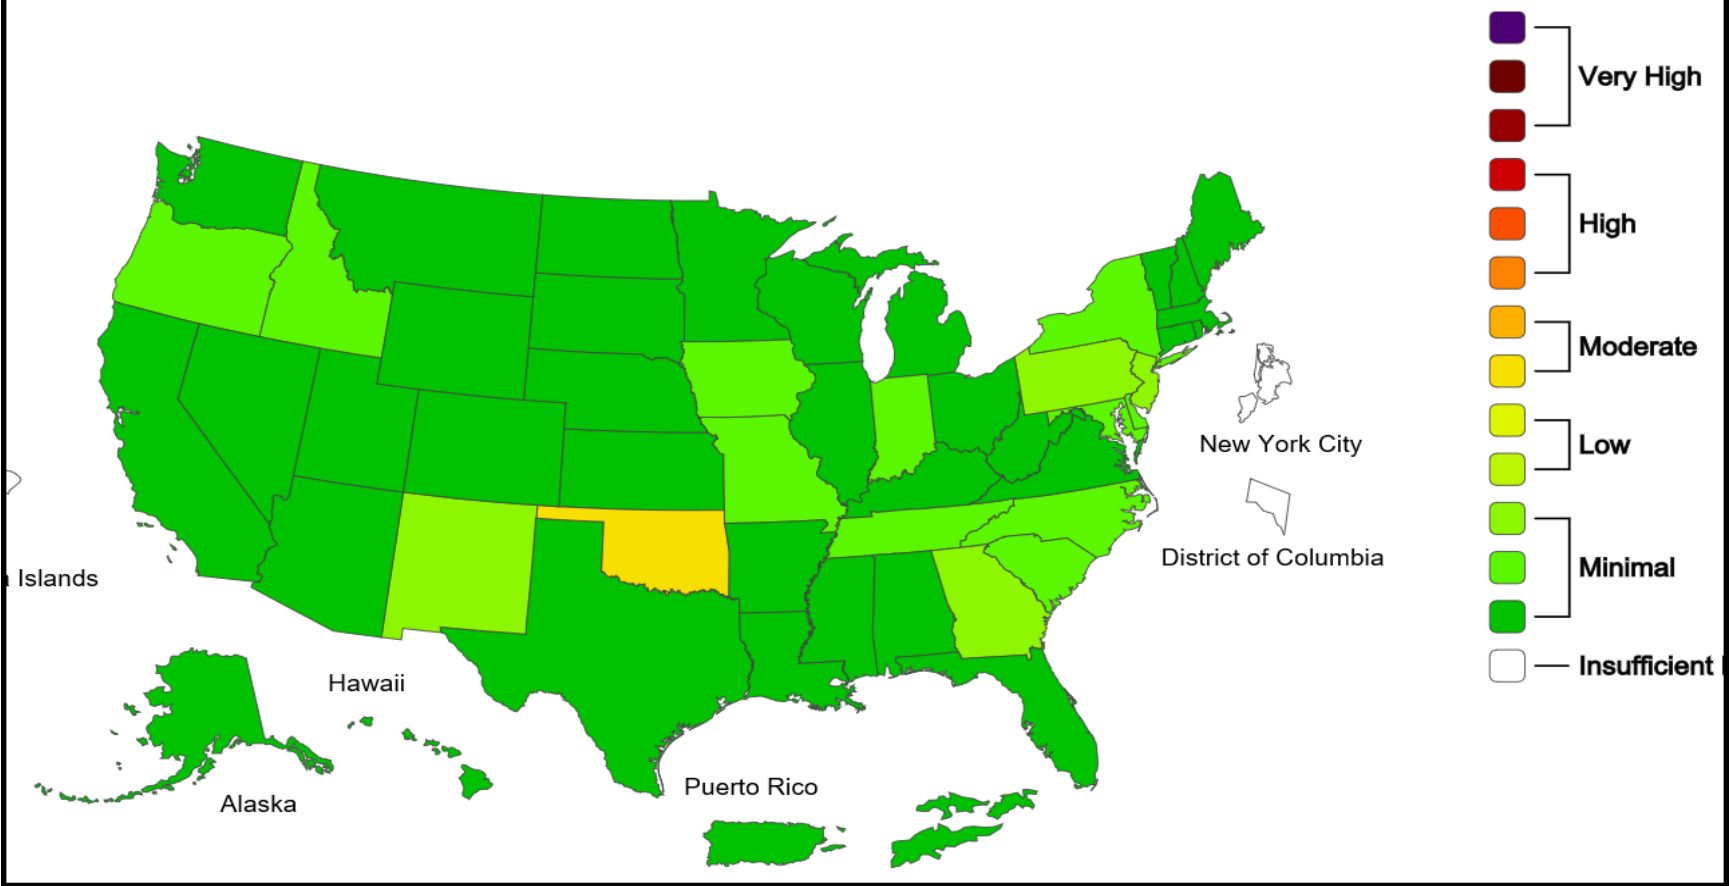 Very High
High
Moderate
Low
New York City
District of Columbia
Minimal
Islands
Insufficient
Hawaii
Puerto Rico
Alaska